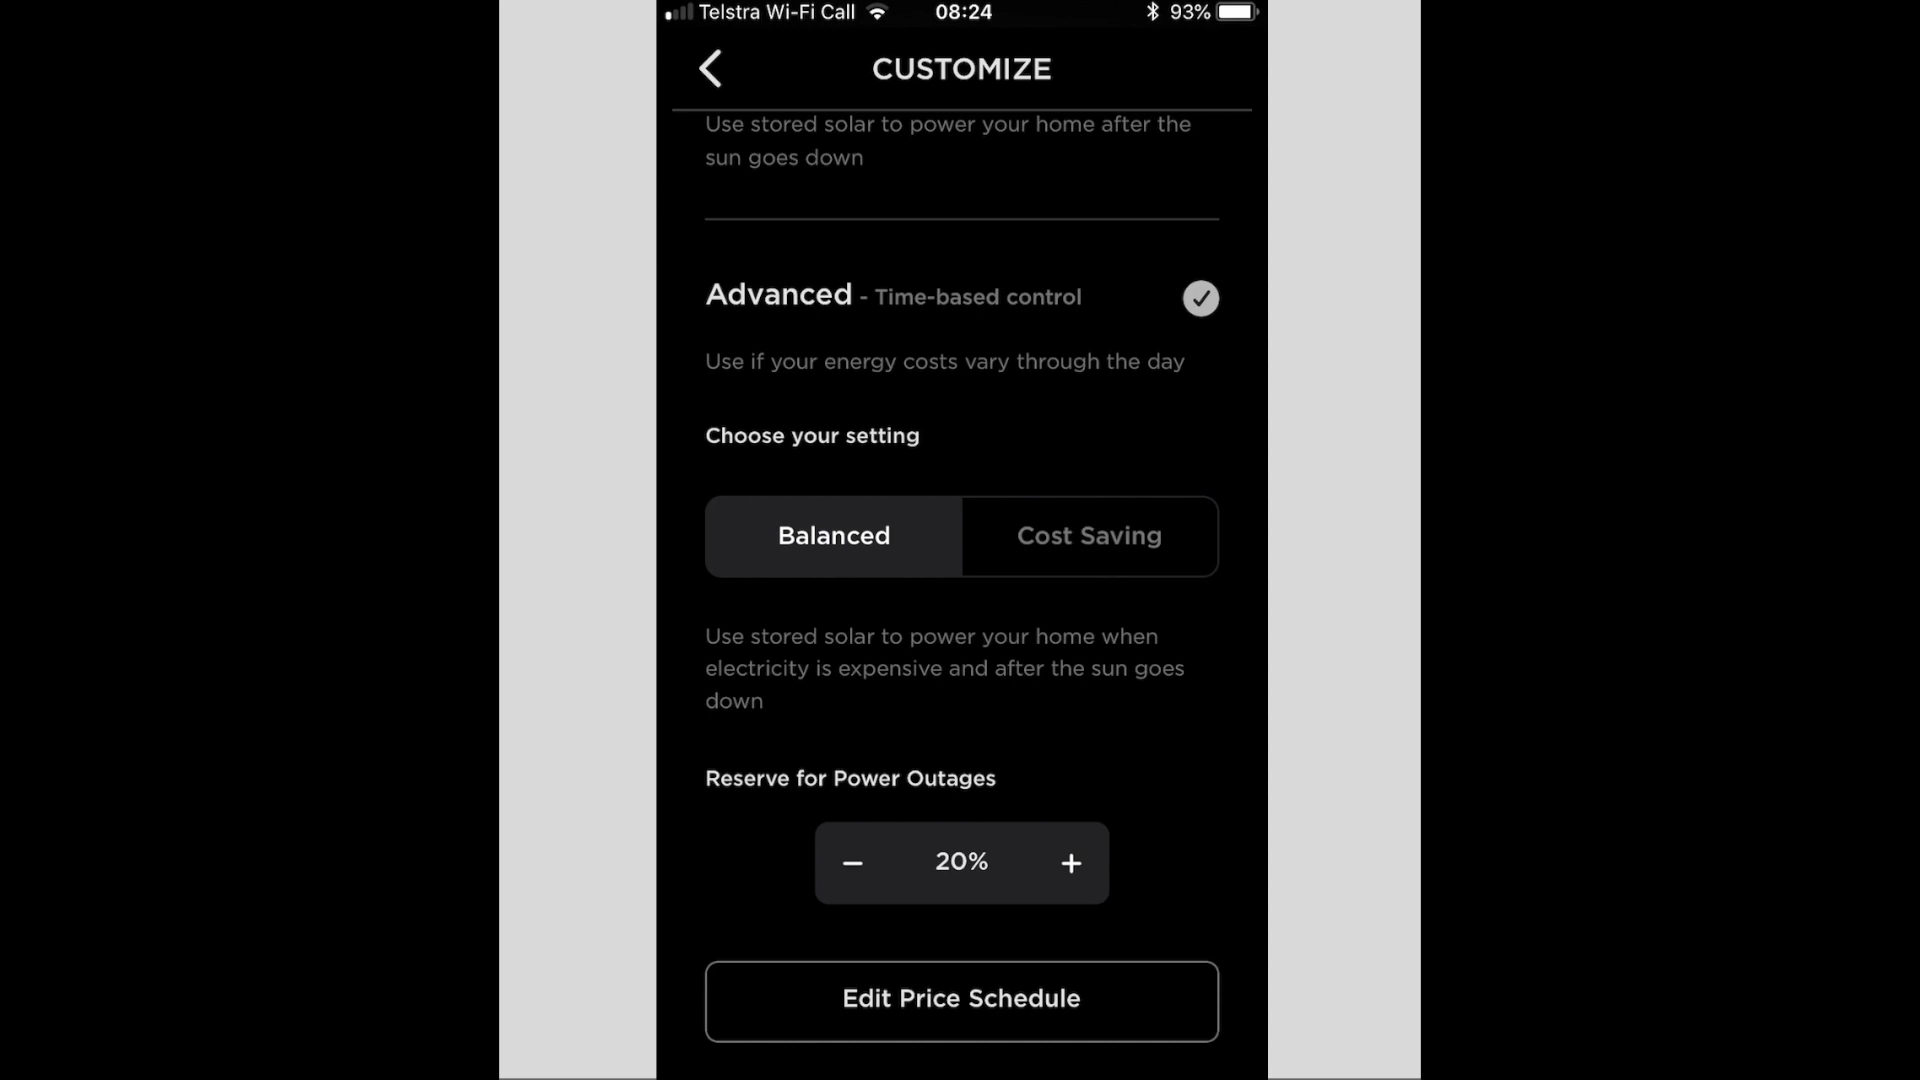 Telstra Wi-Fi Call 08:24 93%
CUSTOMIZE
Use stored solar to power your home after the
sun goes down
Advanced - Time-based control
Use if your energy costs vary through the day
Choose your setting
Balanced Cost Saving
Use stored solar to power your home when
electricity is expensive and after the sun goes
down
Reserve for Power Outages
− 20% +
Edit Price Schedule